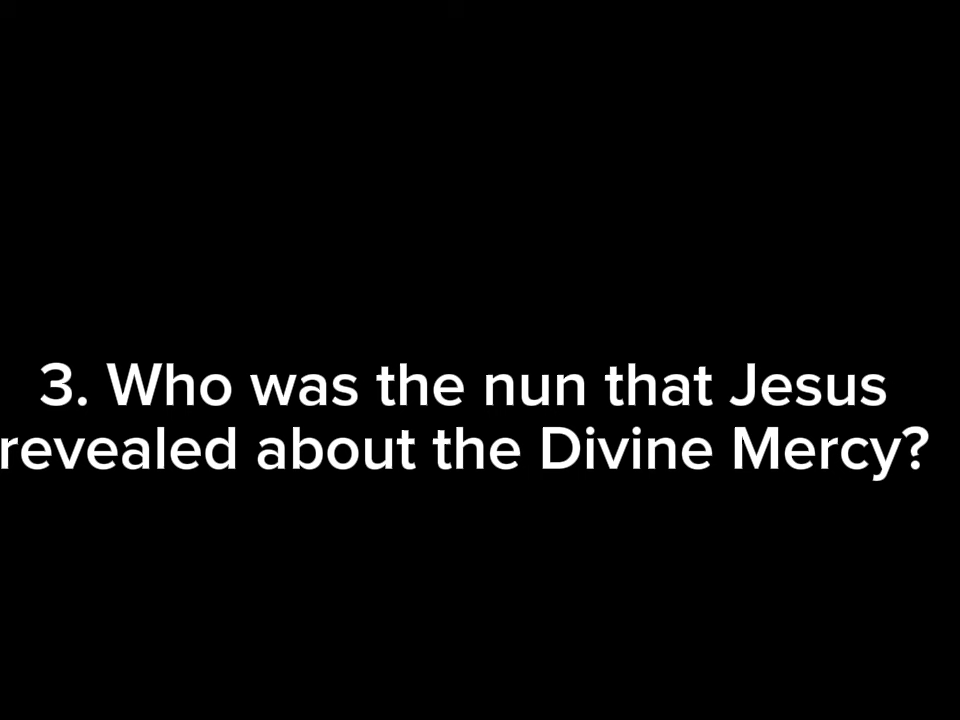 3. Who was the nun that Jesus
revealed about the Divine Mercy?